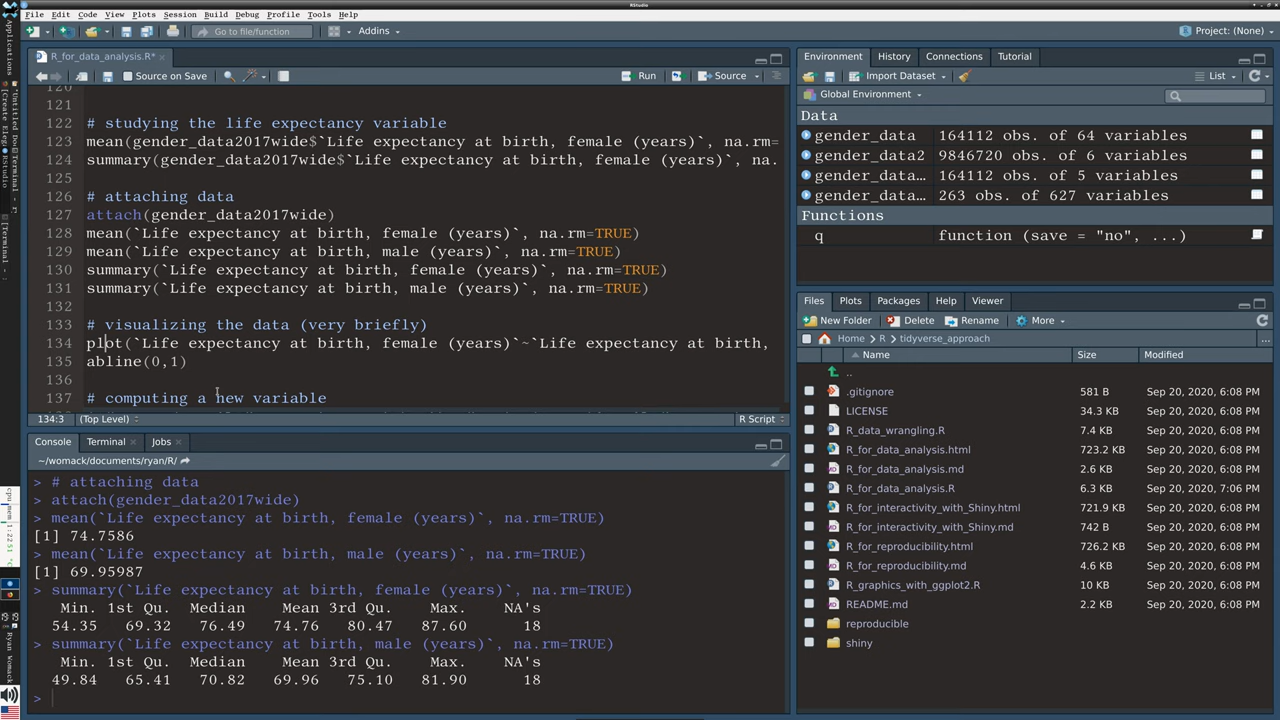 RStudio
File Edit Code View Plots Session Build Debug Profile Tools Help
Go to file/function
Addins
Project: (None)
R_for_data_analysis.R*
Source on Save
Run
Source
120
121
122 # studying the life expectancy variable
123 mean(gender_data2017wide$`Life expectancy at birth, female (years)`, na.rm=
124 summary(gender_data2017wide$`Life expectancy at birth, female (years)`, na.
125
126 # attaching data
127 attach(gender_data2017wide)
128 mean(`Life expectancy at birth, female (years)`, na.rm=TRUE)
129 mean(`Life expectancy at birth, male (years)`, na.rm=TRUE)
130 summary(`Life expectancy at birth, female (years)`, na.rm=TRUE)
131 summary(`Life expectancy at birth, male (years)`, na.rm=TRUE)
132
133 # visualizing the data (very briefly)
134 plot(`Life expectancy at birth, female (years)`~`Life expectancy at birth,
135 abline(0,1)
136
137 # computing a new variable
134:3 (Top Level)
R Script
Console Terminal Jobs
~/womack/documents/ryan/R/
> # attaching data
> attach(gender_data2017wide)
> mean(`Life expectancy at birth, female (years)`, na.rm=TRUE)
[1] 74.7586
> mean(`Life expectancy at birth, male (years)`, na.rm=TRUE)
[1] 69.95987
> summary(`Life expectancy at birth, female (years)`, na.rm=TRUE)
Min. 1st Qu. Median Mean 3rd Qu. Max. NA's
54.35 69.32 76.49 74.76 80.47 87.60 18
> summary(`Life expectancy at birth, male (years)`, na.rm=TRUE)
Min. 1st Qu. Median Mean 3rd Qu. Max. NA's
49.84 65.41 70.82 69.96 75.10 81.90 18
>
Environment History Connections Tutorial
Import Dataset
List
Global Environment
Data
gender_data 164112 obs. of 64 variables
gender_data2 9846720 obs. of 6 variables
gender_data… 164112 obs. of 5 variables
gender_data… 263 obs. of 627 variables
Functions
q function (save = "no", ...)
Files Plots Packages Help Viewer
New Folder Delete Rename More
Home R tidyverse_approach
Name Size Modified
..
.gitignore 581 B Sep 20, 2020, 6:08 PM
LICENSE 34.3 KB Sep 20, 2020, 6:08 PM
R_data_wrangling.R 7.4 KB Sep 20, 2020, 6:08 PM
R_for_data_analysis.html 723.2 KB Sep 20, 2020, 6:08 PM
R_for_data_analysis.md 2.6 KB Sep 20, 2020, 6:08 PM
R_for_data_analysis.R 6.3 KB Sep 20, 2020, 7:06 PM
R_for_interactivity_with_Shiny.html 721.9 KB Sep 20, 2020, 6:08 PM
R_for_interactivity_with_Shiny.md 742 B Sep 20, 2020, 6:08 PM
R_for_reproducibility.html 726.2 KB Sep 20, 2020, 6:08 PM
R_for_reproducibility.md 4.6 KB Sep 20, 2020, 6:08 PM
R_graphics_with_ggplot2.R 10 KB Sep 20, 2020, 6:08 PM
README.md 2.2 KB Sep 20, 2020, 6:08 PM
reproducible
shiny
Applications
RStudio
Ryan Womack